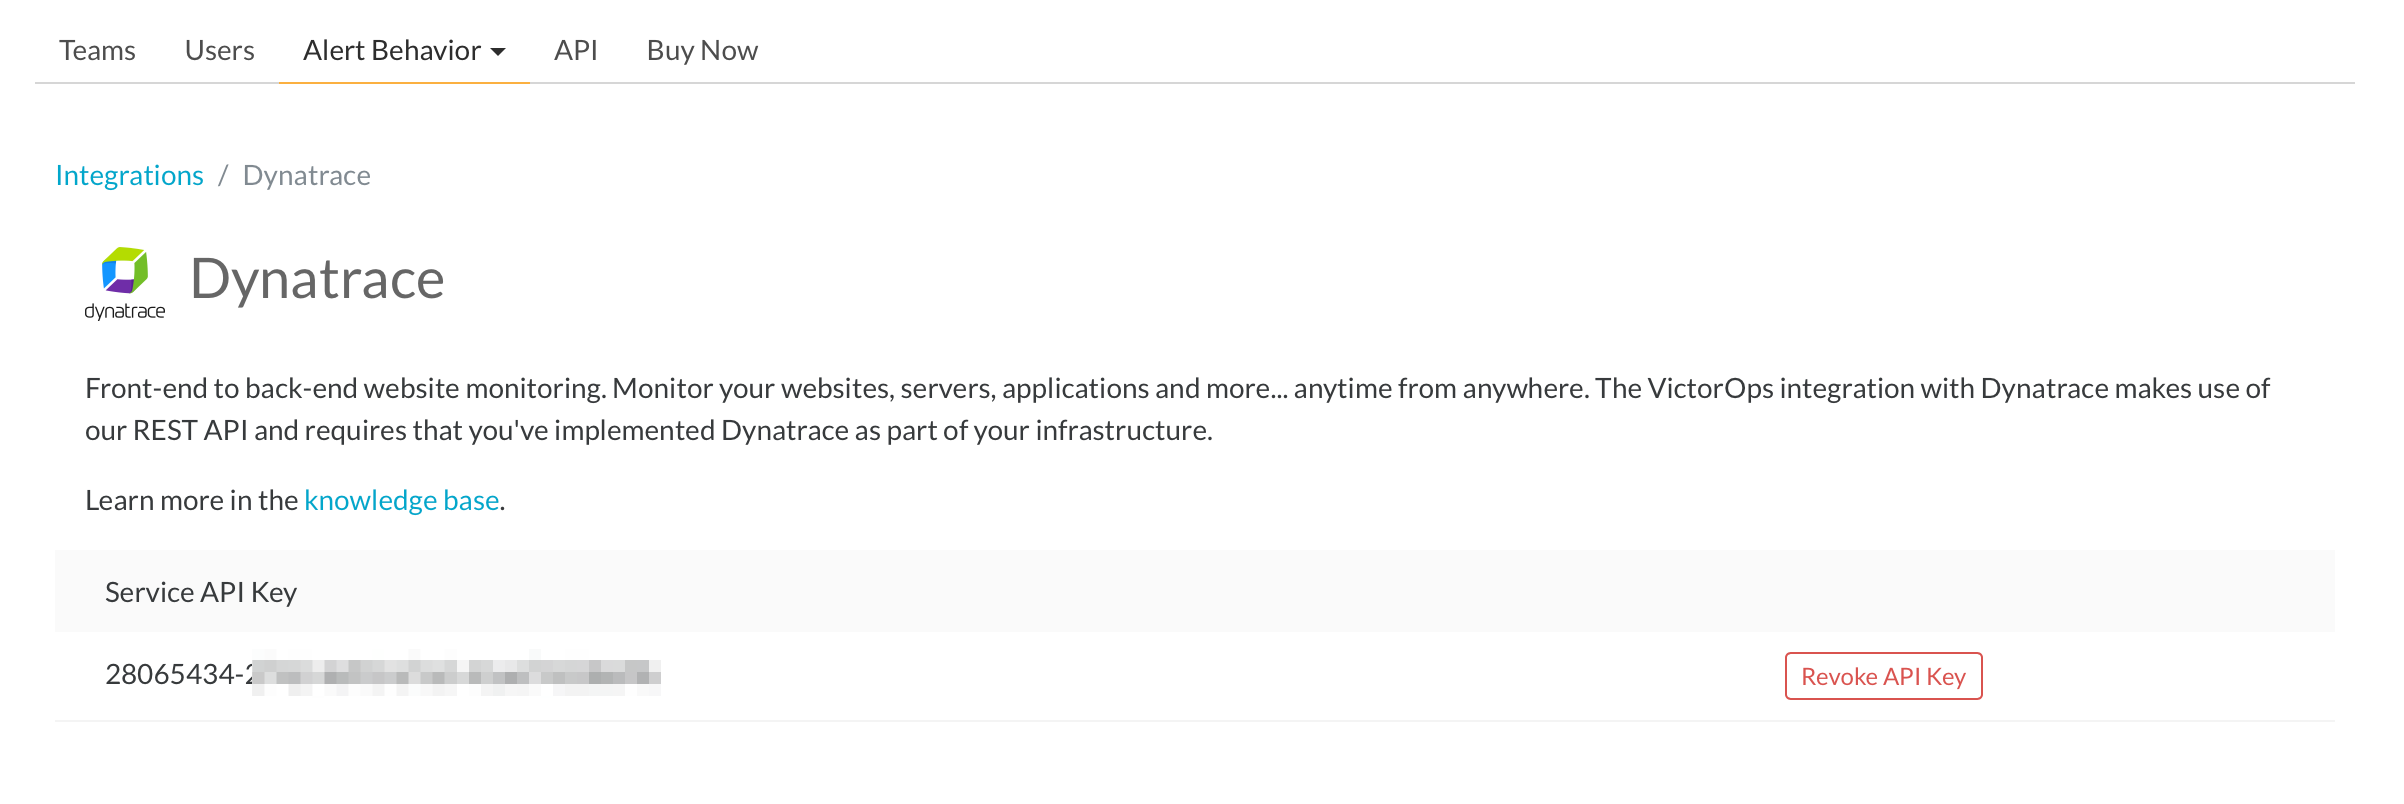 Teams Users Alert Behavior API Buy Now
Integrations / Dynatrace
dynatrace
Dynatrace
Front-end to back-end website monitoring. Monitor your websites, servers, applications and more... anytime from anywhere. The VictorOps integration with Dynatrace makes use of
our REST API and requires that you've implemented Dynatrace as part of your infrastructure.
Learn more in the knowledge base.
Service API Key
28065434-2
Revoke API Key